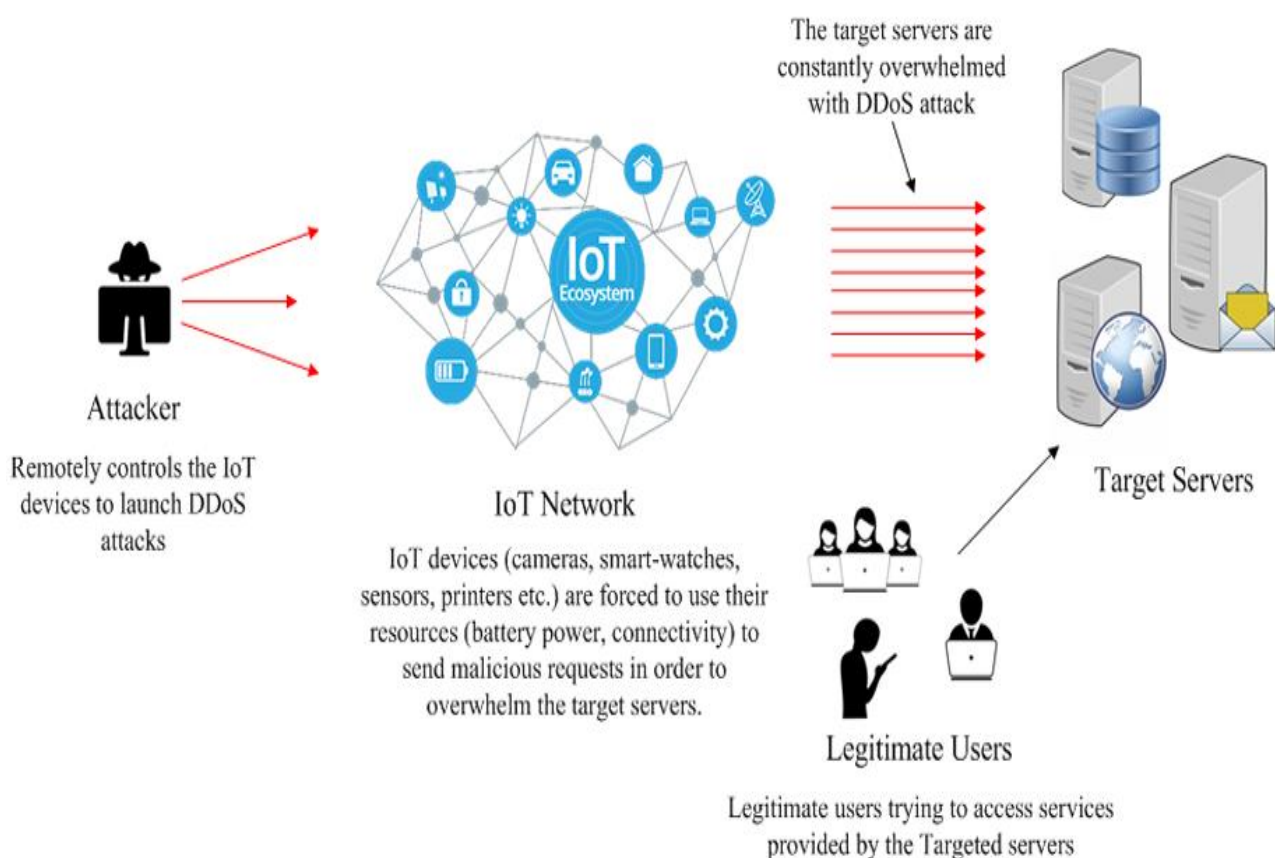 The target servers are
constantly overwhelmed
with DDoS attack
IoT
Ecosystem
Attacker
Remotely controls the IoT
devices to launch DDoS
attacks
IoT Network
IoT devices (cameras, smart-watches,
sensors, printers etc.) are forced to use their
resources (battery power, connectivity) to
send malicious requests in order to
overwhelm the target servers.
Target Servers
Legitimate Users
Legitimate users trying to access services
provided by the Targeted servers